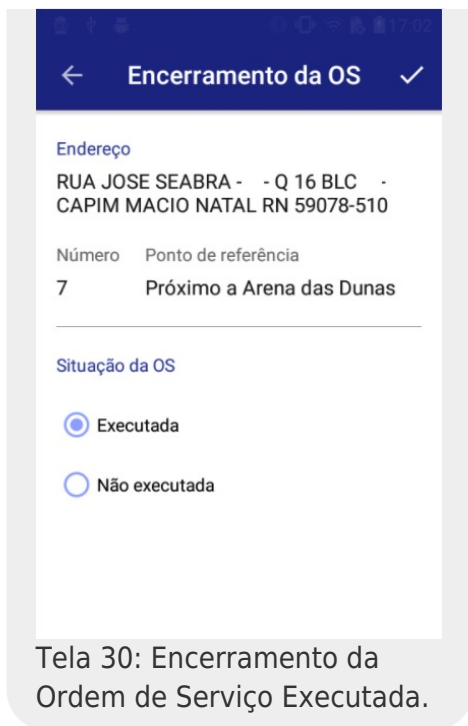 17:02
Encerramento da OS
Endereço
RUA JOSE SEABRA - - Q 16 BLC -
CAPIM MACIO NATAL RN 59078-510
Número Ponto de referência
7 Próximo a Arena das Dunas
Situação da OS
Executada
Não executada
Tela 30: Encerramento da
Ordem de Serviço Executada.